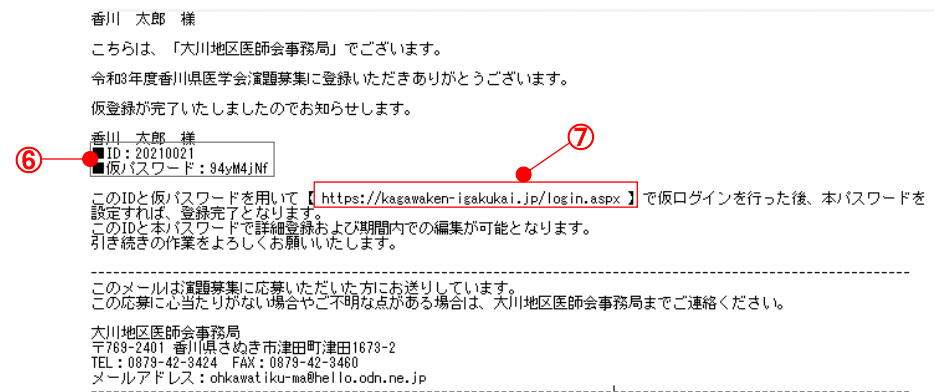 香川　太郎　様
こちらは、「大川地区医師会事務局」でございます。
令和3年度香川県医学会演題募集に登録いただきありがとうございます。
仮登録が完了いたしましたのでお知らせします。
香川　太郎　様
⑥ ■ID：20210021
■仮パスワード：94yM4jNf
⑦
このIDと仮パスワードを用いて【 https://kagawaken-igakukai.jp/login.aspx 】で仮ログインを行った後、本パスワードを
設定すれば、登録完了となります。
このIDと本パスワードで詳細登録および期間内での編集が可能となります。
引き続きの作業をよろしくお願いいたします。
このメールは演題募集に応募いただいた方にお送りしています。
この応募に心当たりがない場合やご不明な点がある場合は、大川地区医師会事務局までご連絡ください。
大川地区医師会事務局
〒769-2401 香川県さぬき市津田町津田1673-2
TEL：0879-42-3424　FAX：0879-42-3460
メールアドレス：ohkawatiku-ma@hello.odn.ne.jp